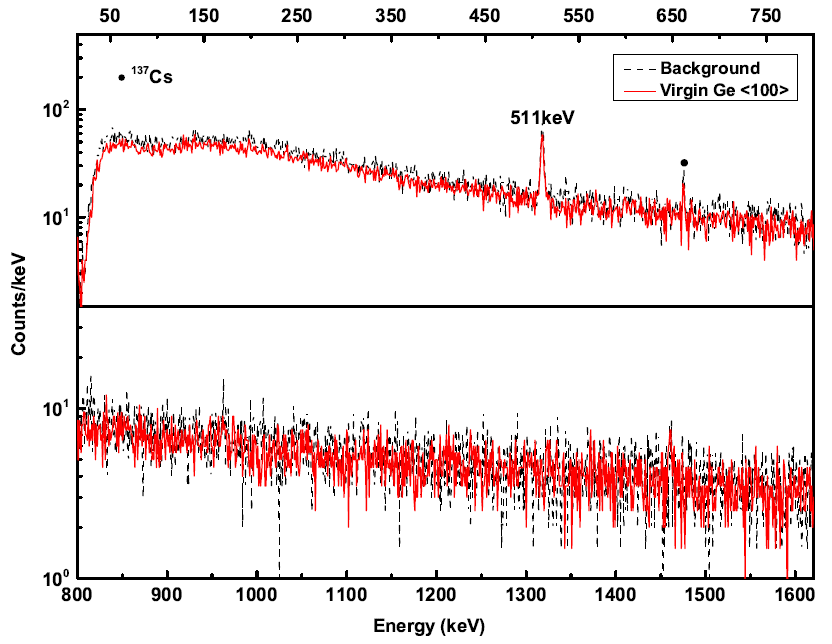 50 150 250 350 450 550 650 750
● ¹³⁷Cs
Background
Virgin Ge <100>
511keV
●
10²
10¹
Counts/keV
10¹
10⁰
800 900 1000 1100 1200 1300 1400 1500 1600
Energy (keV)